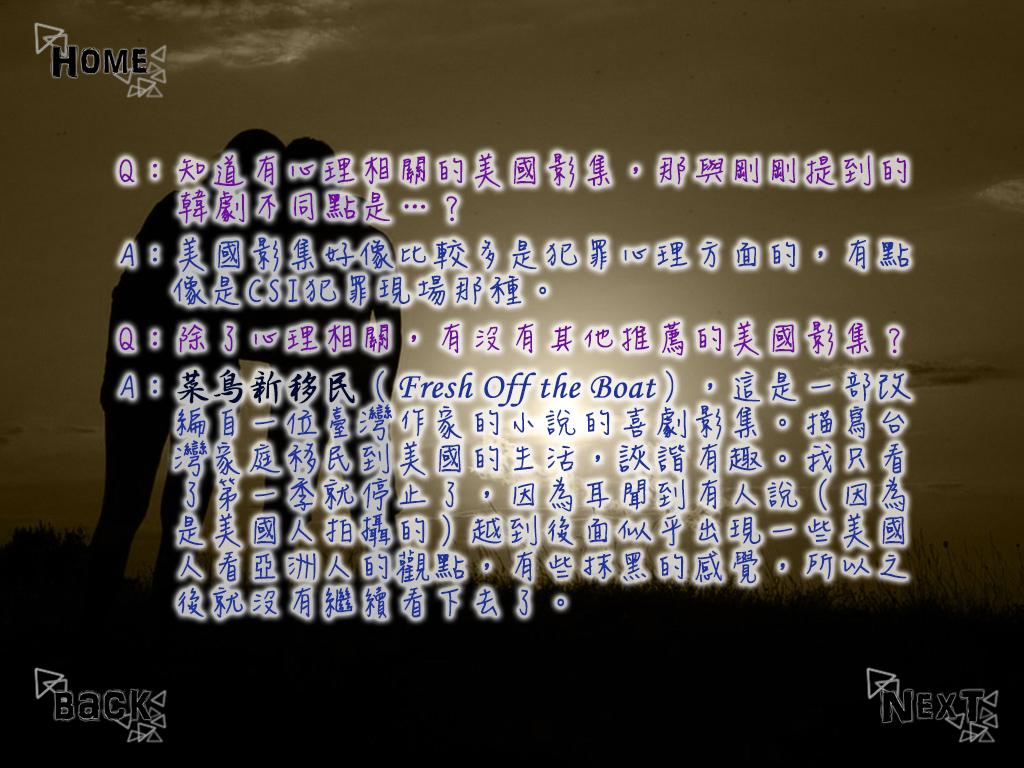 HOME
Q：知道有心理相關的美國影集，那與剛剛提到的
韓劇不同點是…？
A：美國影集好像比較多是犯罪心理方面的，有點
像是CSI犯罪現場那種。
Q：除了心理相關，有沒有其他推薦的美國影集？
A：菜鳥新移民（Fresh Off the Boat），這是一部改
編自一位臺灣作家的小說的喜劇影集。描寫台
灣家庭移民到美國的生活，詼諧有趣。我只看
了第一季就停止了，因為耳聞到有人說（因為
是美國人拍攝的）越到後面似乎出現一些美國
人看亞洲人的觀點，有些抹黑的感覺，所以之
後就沒有繼續看下去了。
BACK
NEXT